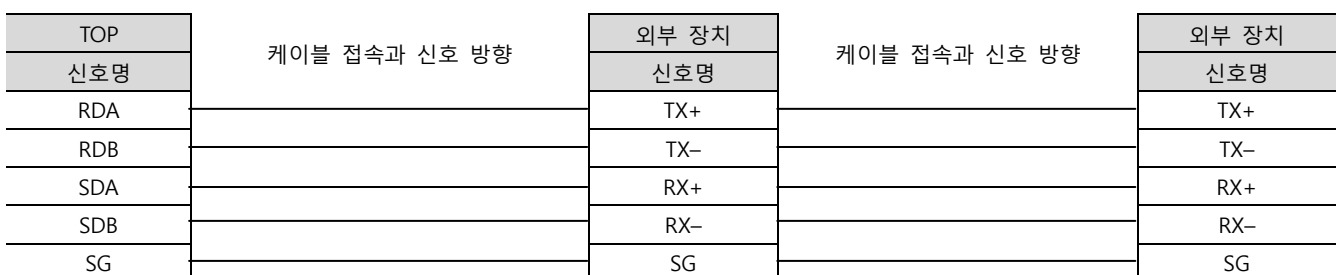 TOP 케이블 접속과 신호 방향 외부 장치 케이블 접속과 신호 방향 외부 장치
신호명 신호명 신호명
RDA TX+ TX+
RDB TX– TX–
SDA RX+ RX+
SDB RX– RX–
SG SG SG